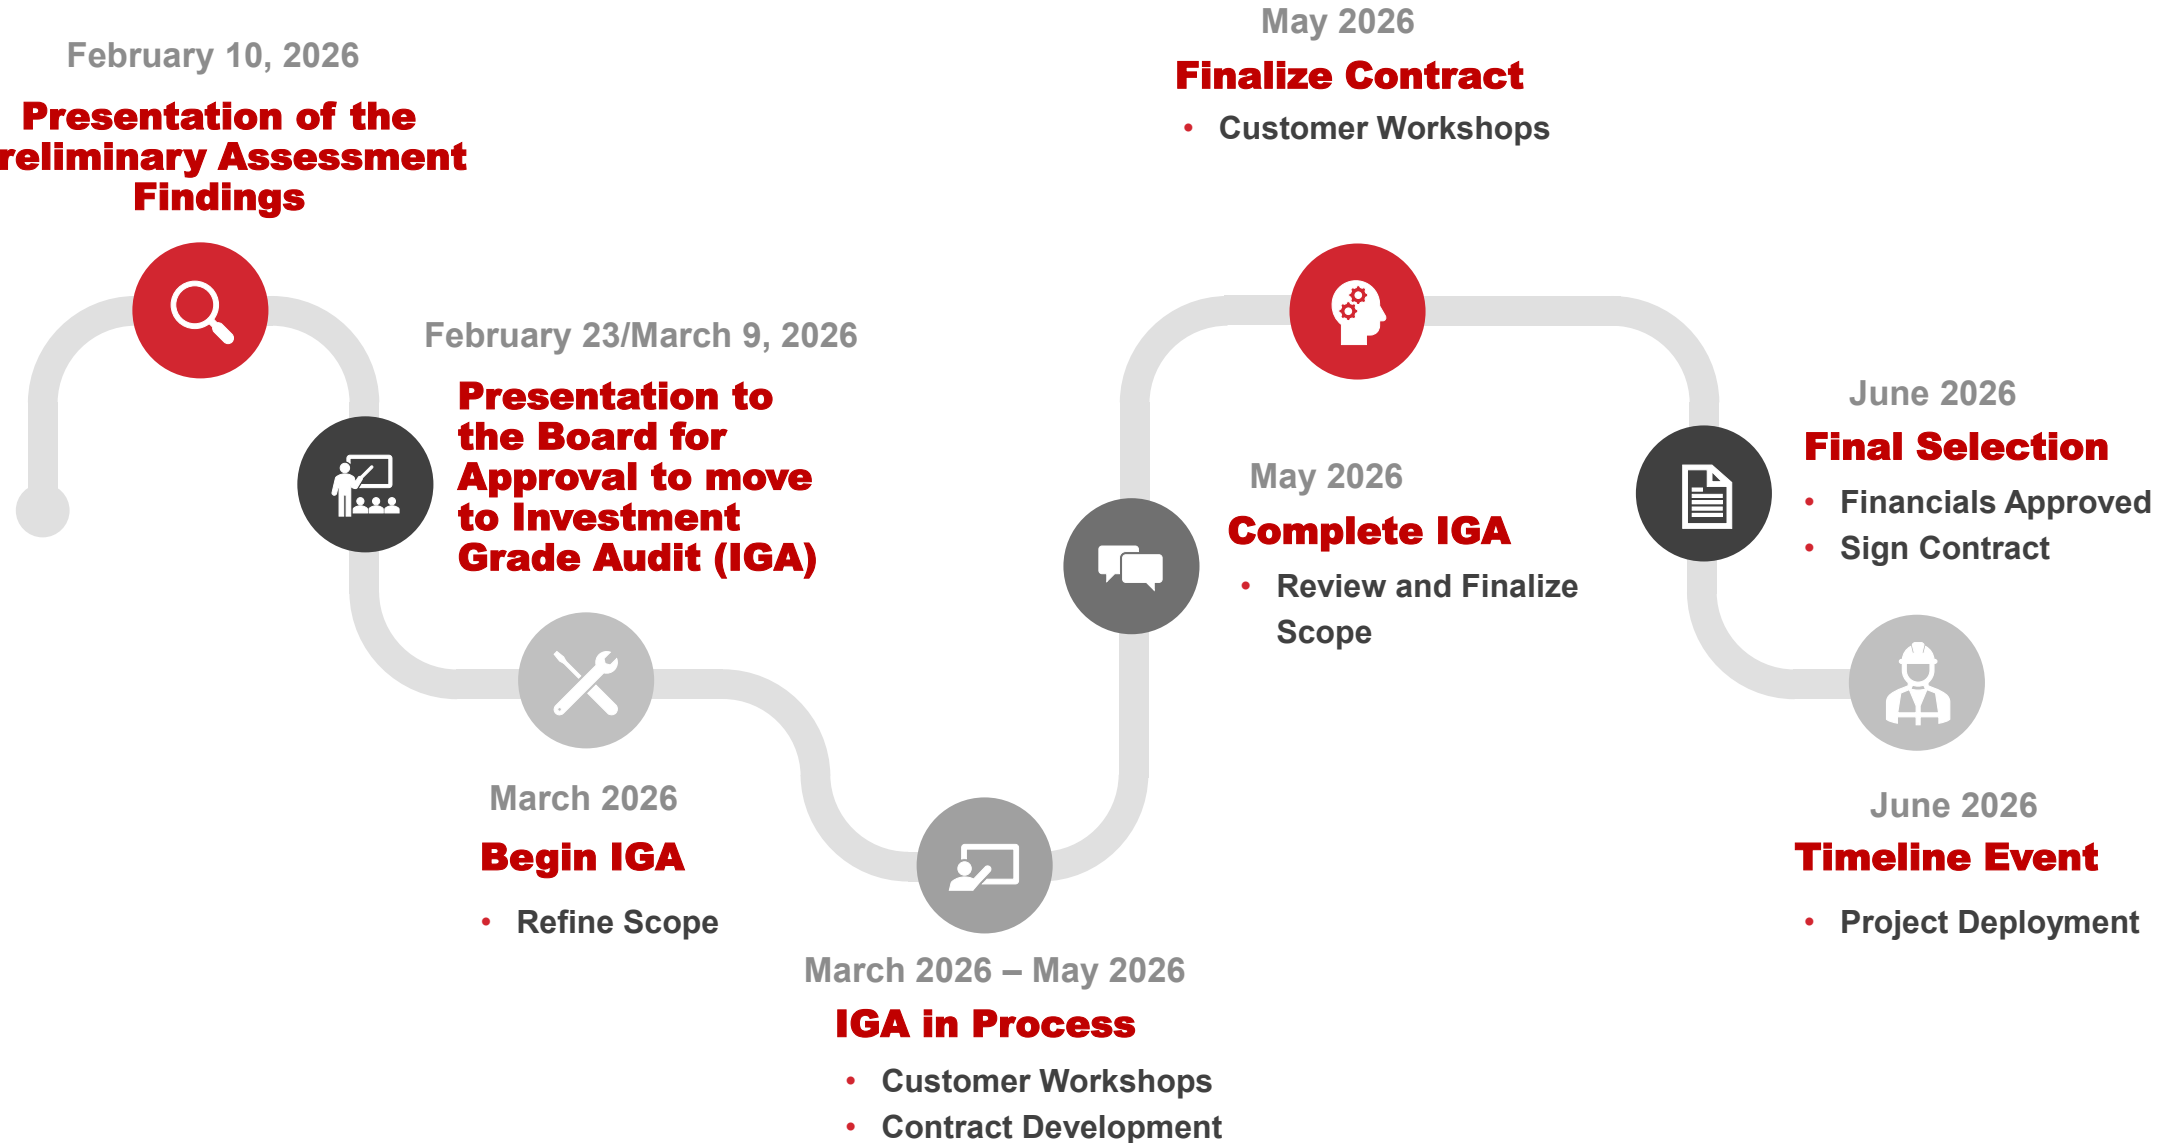 February 10, 2026
Presentation of the
reliminary Assessment
Findings
February 23/March 9, 2026
Presentation to
the Board for
Approval to move
to Investment
Grade Audit (IGA)
March 2026
Begin IGA
• Refine Scope
March 2026 – May 2026
IGA in Process
• Customer Workshops
• Contract Development
May 2026
Complete IGA
• Review and Finalize
Scope
May 2026
Finalize Contract
• Customer Workshops
June 2026
Final Selection
• Financials Approved
• Sign Contract
June 2026
Timeline Event
• Project Deployment